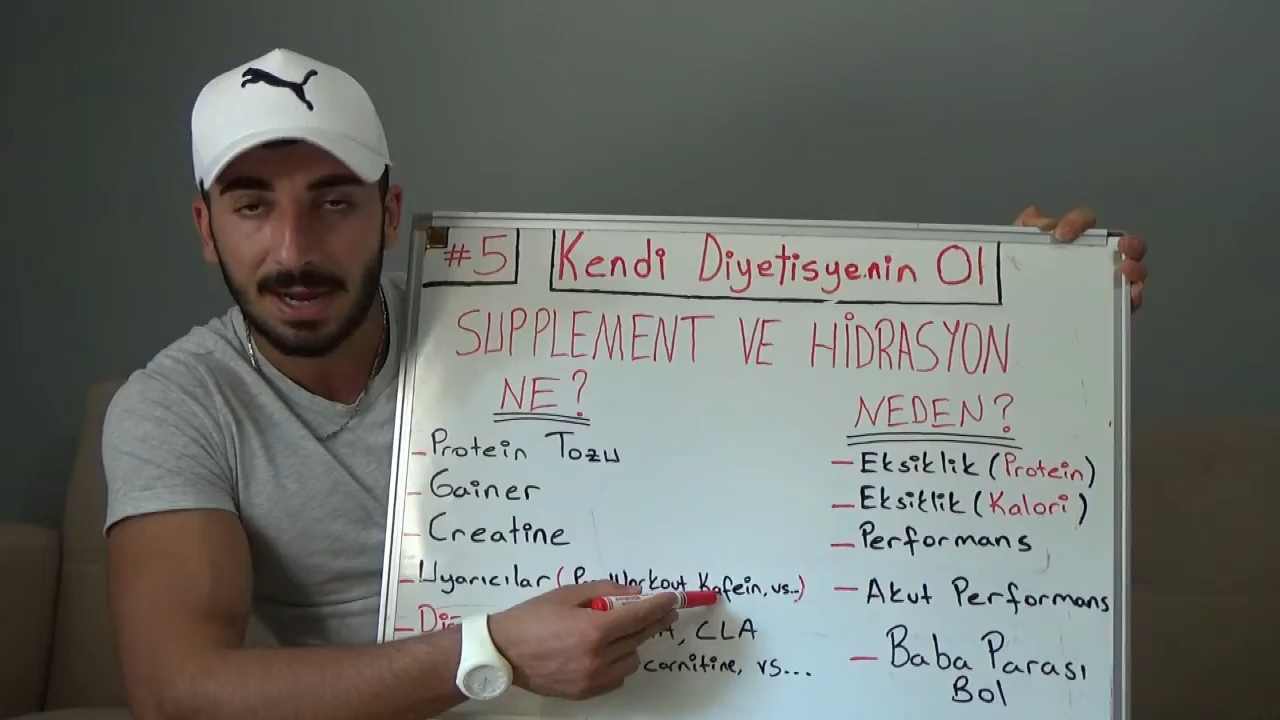 #5 Kendi Diyetisyenin Ol
SUPPLEMENT VE HİDRASYON
NE?
- Protein Tozu
- Gainer
- Creatine
- Uyarıcılar ( Workout Kafein, vs..)
, CLA
carnitine, vs...
NEDEN?
- Eksiklik (Protein)
- Eksiklik (Kalori)
- Performans
- Akut Performans
- Baba Parası
Bol